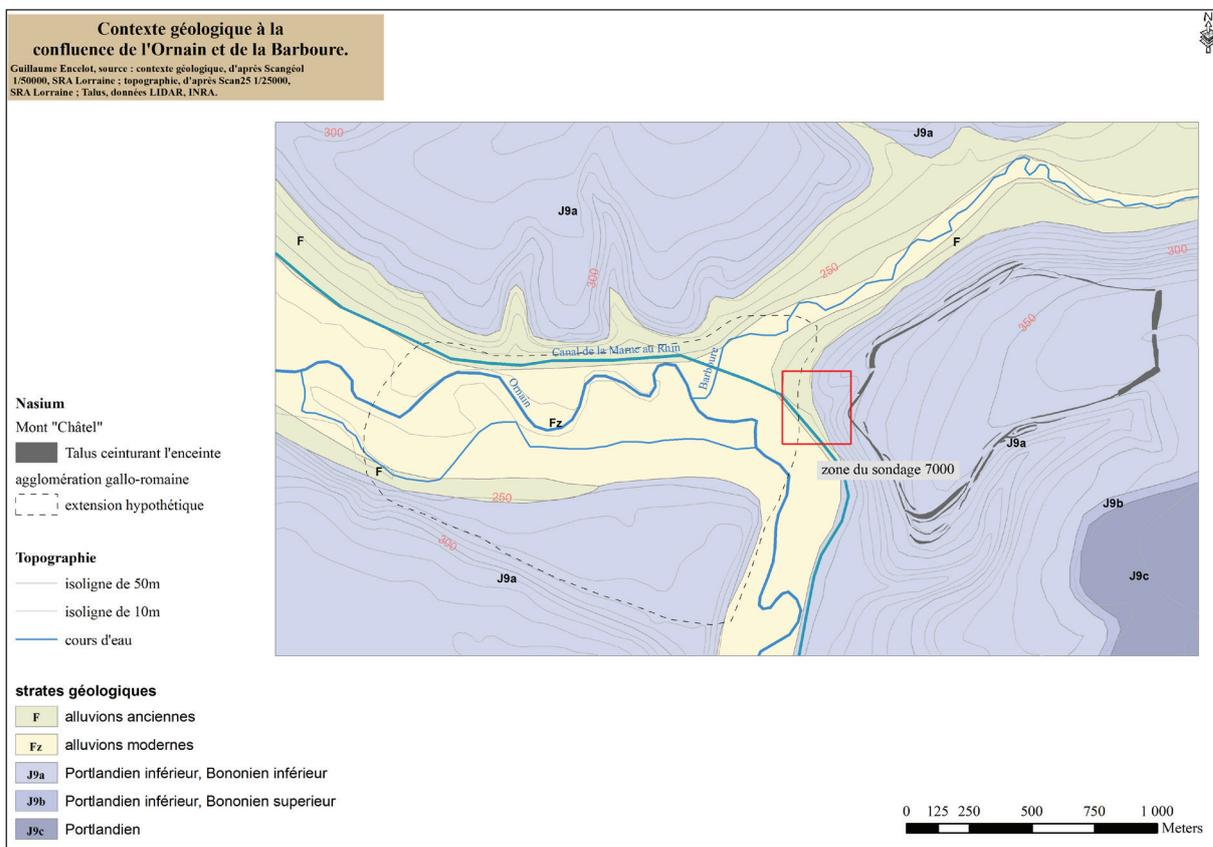 Contexte géologique à la
confluence de l'Ornain et de la Barboure.
Guillaume Encelot, source : contexte géologique, d'après Scangéol
1/50000, SRA Lorraine ; topographie, d'après Scan25 1/25000,
SRA Lorraine ; Talus, données LIDAR, INRA.
N
300
J9a
J9a
F
F
300
250
300
350
Canal de la Marne au Rhin
Barboure
Ornain
Fz
J9a
F
zone du sondage 7000
250
J9b
300
J9a
J9c
Nasium
Mont "Châtel"
Talus ceinturant l'enceinte
agglomération gallo-romaine
extension hypothétique
Topographie
isoligne de 50m
isoligne de 10m
cours d'eau
strates géologiques
F alluvions anciennes
Fz alluvions modernes
J9a Portlandien inférieur, Bononien inférieur
J9b Portlandien inférieur, Bononien superieur
J9c Portlandien
0 125 250 500 750 1 000
Meters